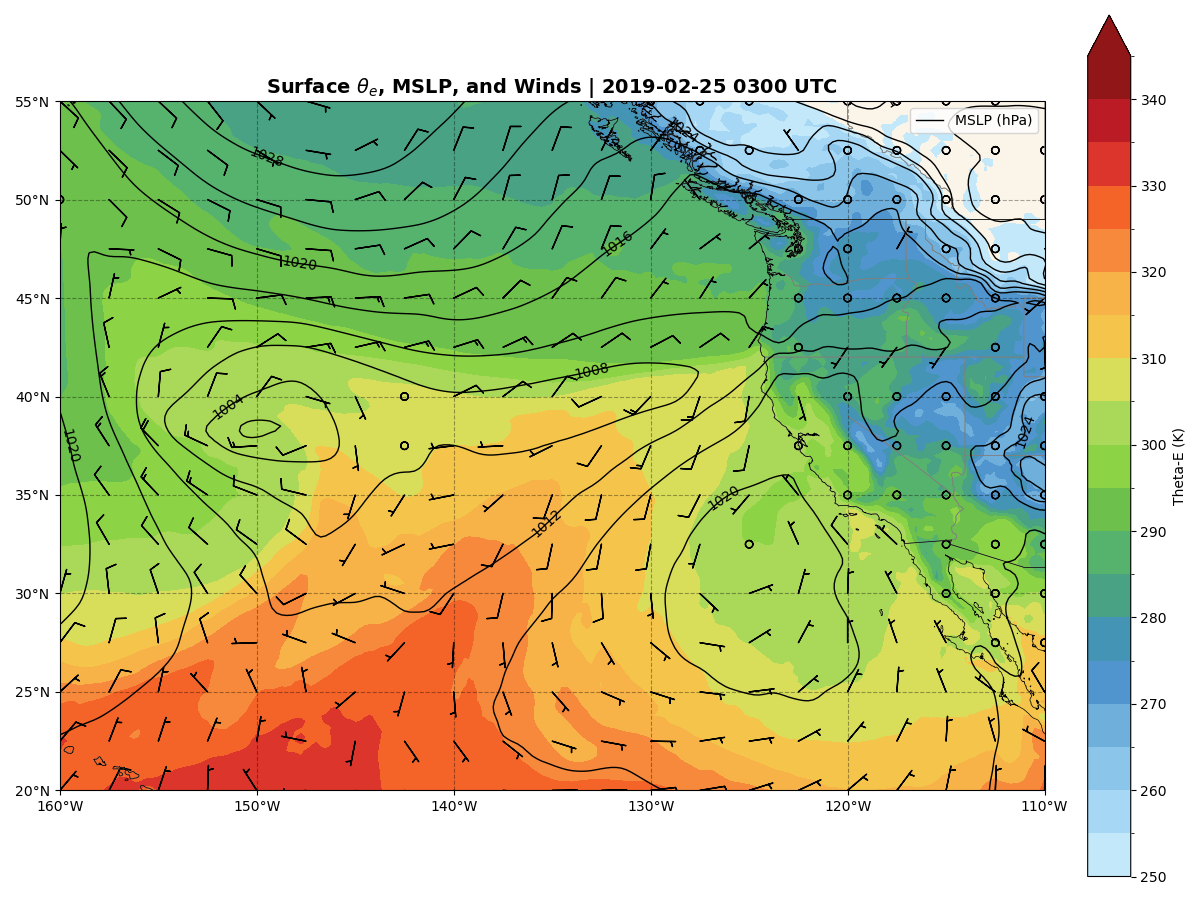 Surface θₑ, MSLP, and Winds | 2019-02-25 0300 UTC
MSLP (hPa)
55°N
50°N
45°N
40°N
35°N
30°N
25°N
20°N
160°W
150°W
140°W
130°W
120°W
110°W
1028
1024
1020
1016
1008
1004
1020
1020
1012
1024
340
330
320
310
300
290
280
270
260
250
Theta-E (K)